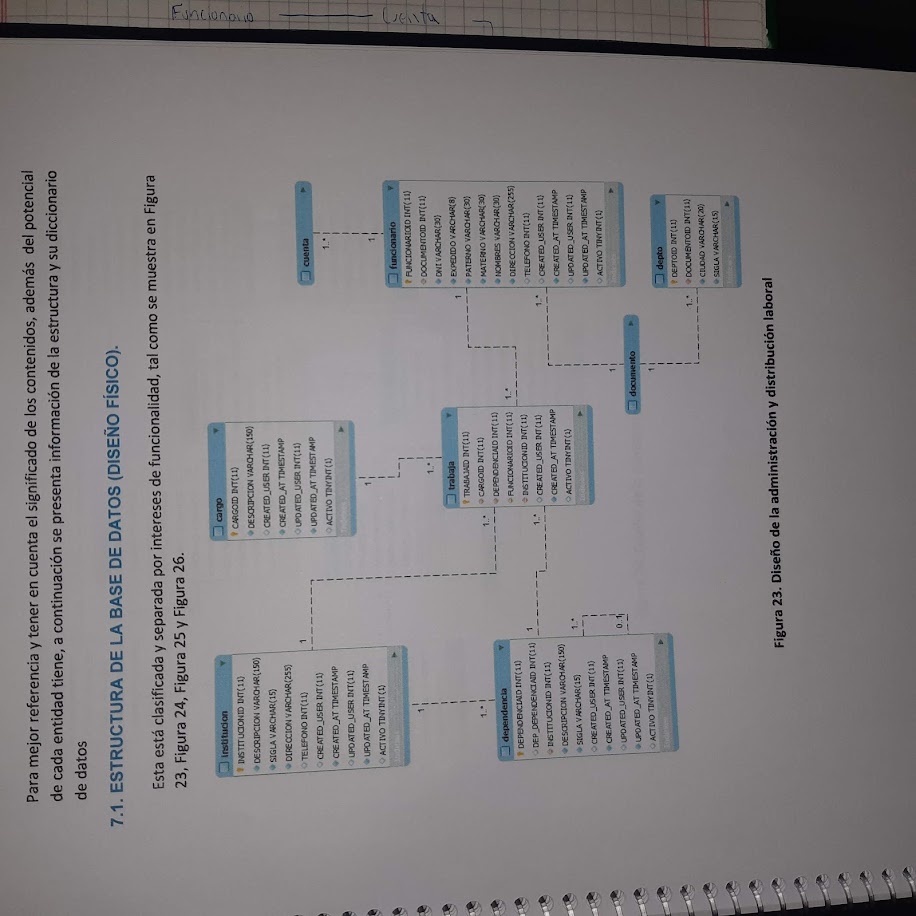 Para mejor referencia y tener en cuenta el significado de los contenidos, además del potencial
de cada entidad tiene, a continuación se presenta información de la estructura y su diccionario
de datos
7.1. ESTRUCTURA DE LA BASE DE DATOS (DISEÑO FÍSICO).
Esta está clasificada y separada por intereses de funcionalidad, tal como se muestra en Figura
23, Figura 24, Figura 25 y Figura 26.
institucion
INSTITUCIONID INT(11)
DESCRIPCION VARCHAR(150)
SIGLA VARCHAR(15)
DIRECCION VARCHAR(255)
TELEFONO INT(11)
CREATED_USER INT(11)
CREATED_AT TIMESTAMP
UPDATED_USER INT(11)
UPDATED_AT TIMESTAMP
ACTIVO TINYINT(1)
Indexes
1
1
1..*
cargo
CARGOID INT(11)
DESCRIPCION VARCHAR(150)
CREATED_USER INT(11)
CREATED_AT TIMESTAMP
UPDATED_USER INT(11)
UPDATED_AT TIMESTAMP
ACTIVO TINYINT(1)
Indexes
1
1..*
cuenta
1..*
1
funcionario
FUNCIONARIOID INT(11)
DOCUMENTOID INT(11)
DNI VARCHAR(30)
EXPEDIDO VARCHAR(8)
PATERNO VARCHAR(30)
MATERNO VARCHAR(30)
NOMBRES VARCHAR(30)
DIRECCION VARCHAR(255)
TELEFONO INT(11)
CREATED_USER INT(11)
CREATED_AT TIMESTAMP
UPDATED_USER INT(11)
UPDATED_AT TIMESTAMP
ACTIVO TINYINT(1)
1
1..*
trabaja
TRABAJAID INT(11)
CARGOID INT(11)
DEPENDENCIAID INT(11)
FUNCIONARIOID INT(11)
INSTITUCIONID INT(11)
CREATED_USER INT(11)
CREATED_AT TIMESTAMP
ACTIVO TINYINT(1)
1..*
1..*
1..*
dependencia
DEPENDENCIAID INT(11)
DEP_DEPENDENCIAID INT(11)
INSTITUCIONID INT(11)
DESCRIPCION VARCHAR(150)
SIGLA VARCHAR(15)
CREATED_USER INT(11)
CREATED_AT TIMESTAMP
UPDATED_USER INT(11)
UPDATED_AT TIMESTAMP
ACTIVO TINYINT(1)
Indexes
1
1..*
0..1
1
documento
1
1..*
depto
DEPTOID INT(11)
DOCUMENTOID INT(11)
CIUDAD VARCHAR(20)
SIGLA VARCHAR(15)
Figura 23. Diseño de la administración y distribución laboral
Funcionario
Cuenta